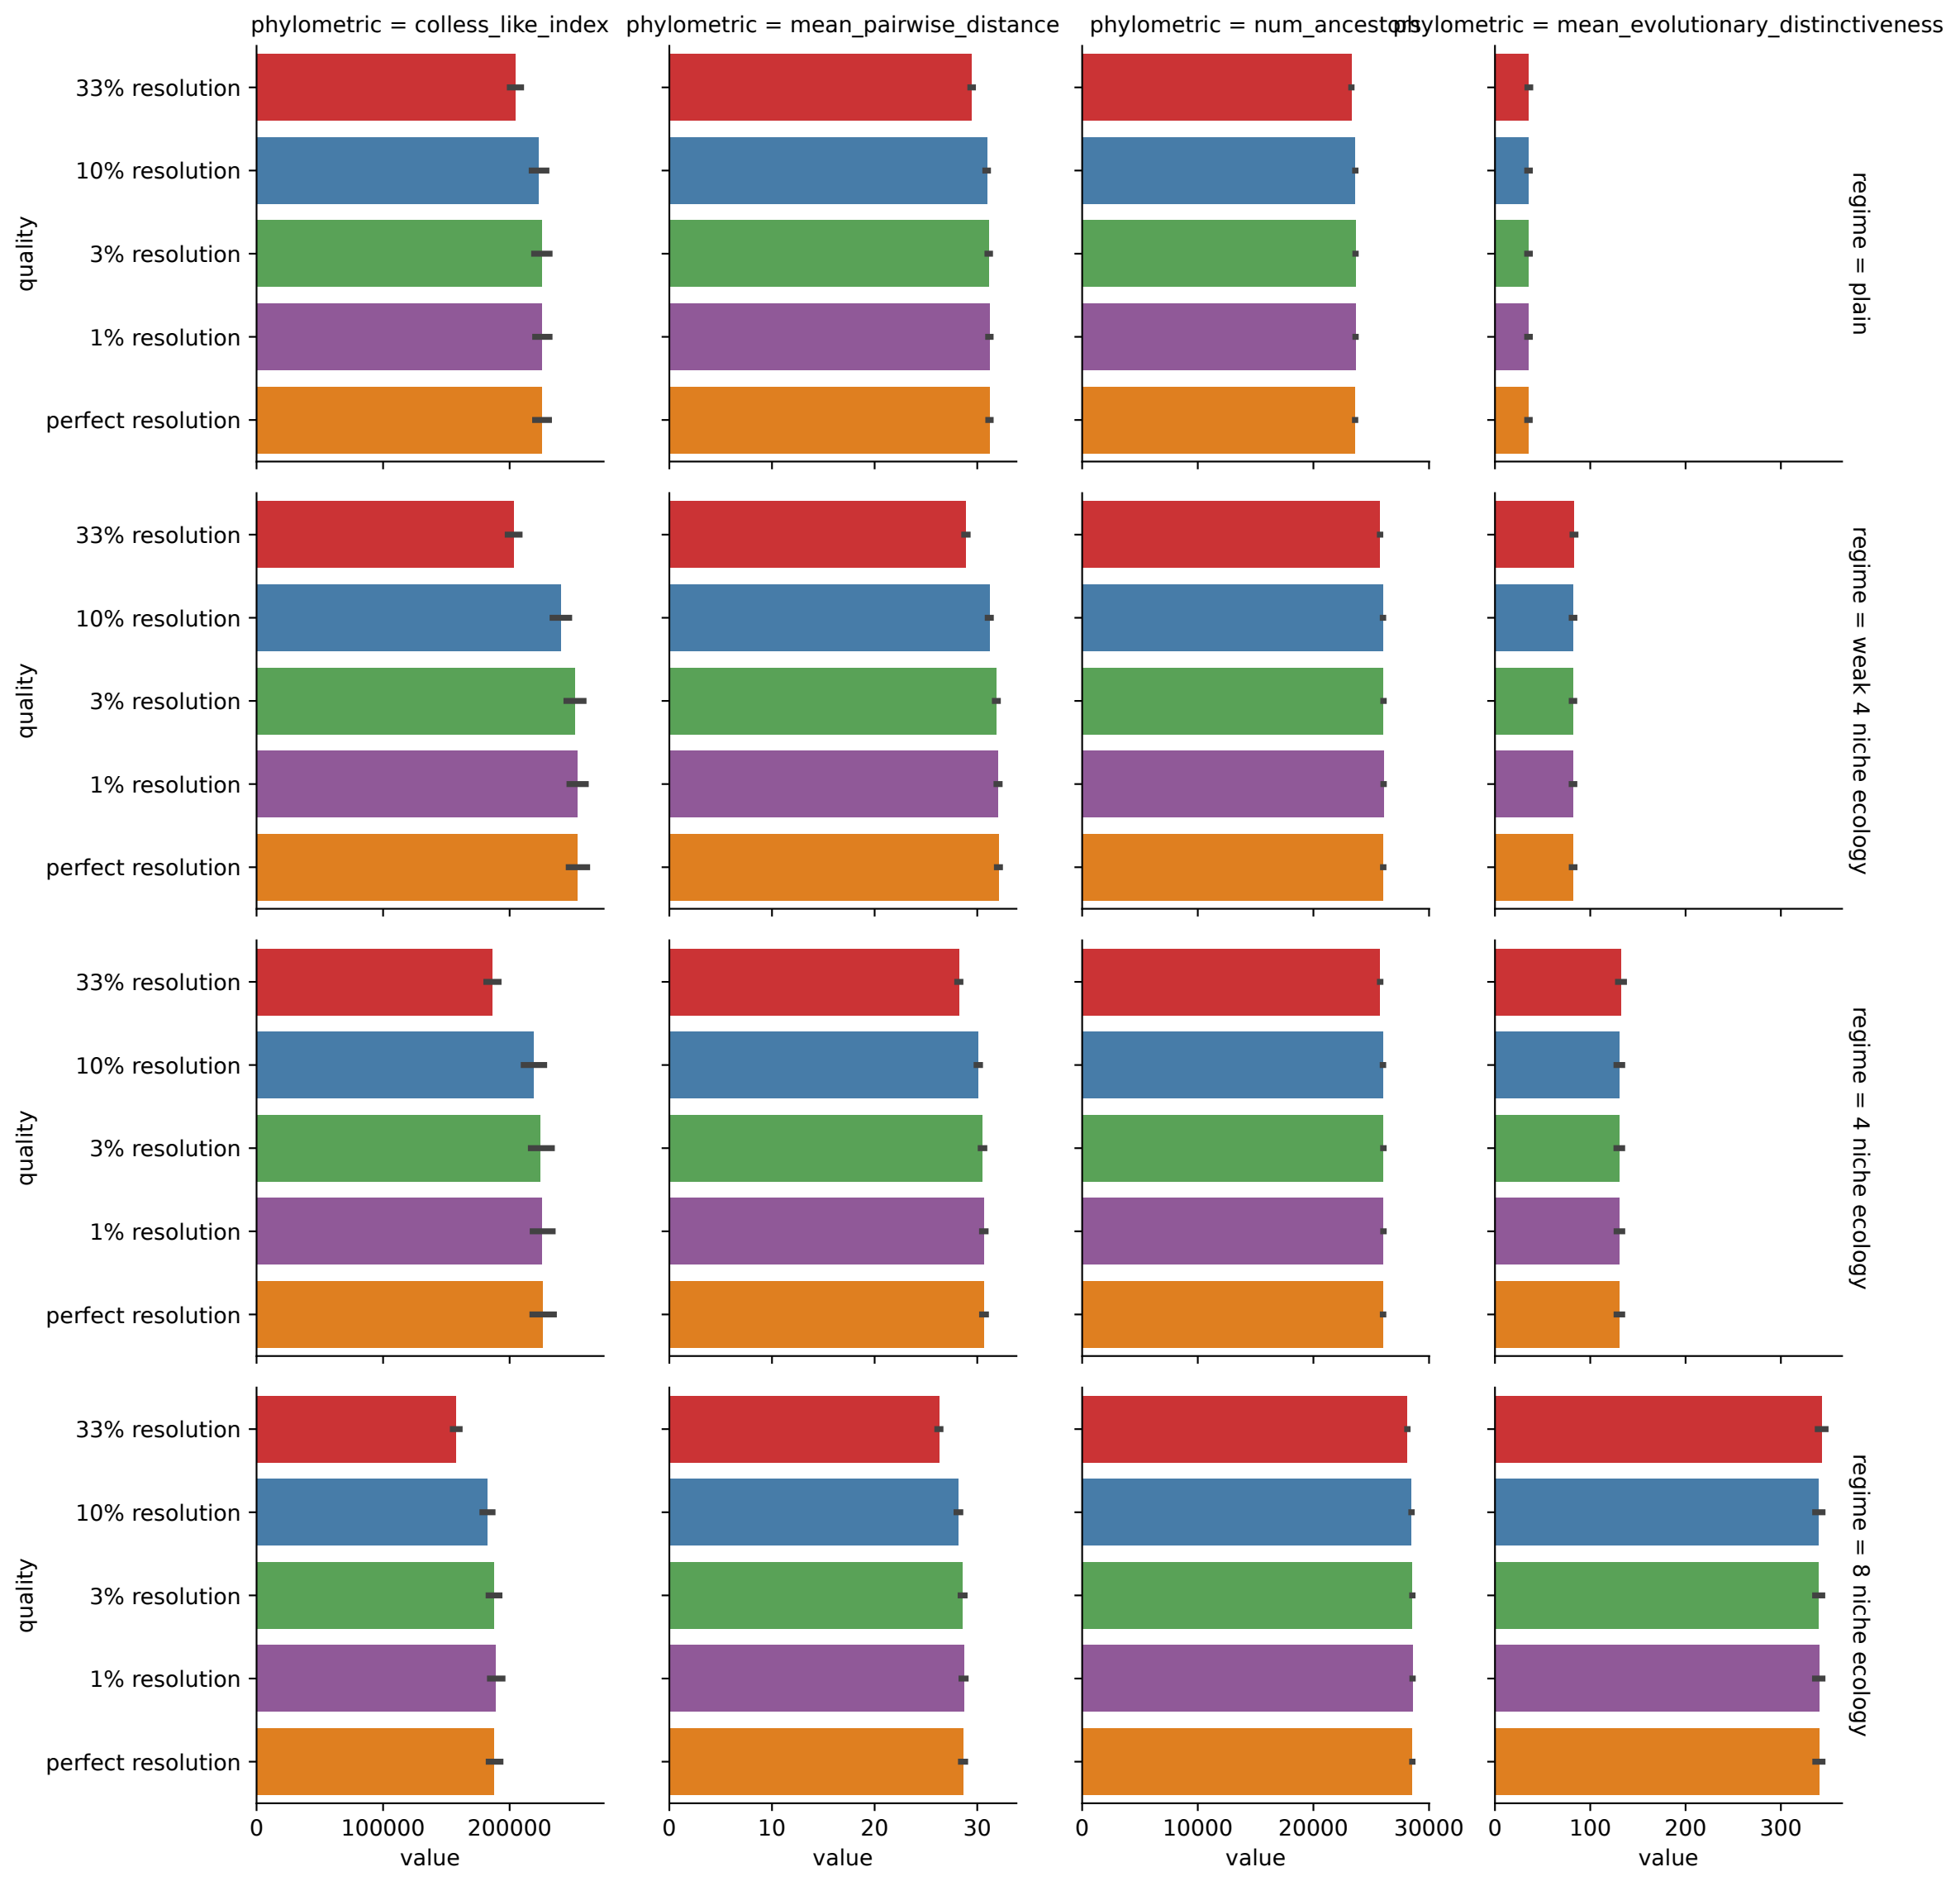 phylometric = colless_like_index
phylometric = mean_pairwise_distance
phylometric = num_ancestors
phylometric = mean_evolutionary_distinctiveness
quality
33% resolution
10% resolution
3% resolution
1% resolution
perfect resolution
regime = plain
quality
33% resolution
10% resolution
3% resolution
1% resolution
perfect resolution
regime = weak 4 niche ecology
quality
33% resolution
10% resolution
3% resolution
1% resolution
perfect resolution
regime = 4 niche ecology
quality
33% resolution
10% resolution
3% resolution
1% resolution
perfect resolution
regime = 8 niche ecology
0 100000 200000
0 10 20 30
0 10000 20000 30000
0 100 200 300
value
value
value
value